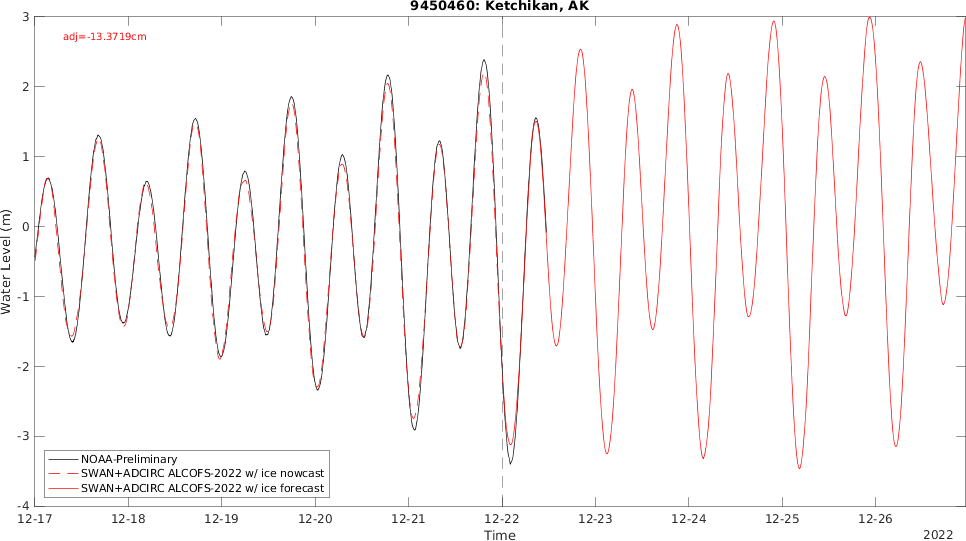 9450460: Ketchikan, AK
adj=-13.3719cm
3
2
1
0
-1
-2
-3
-4
Water Level (m)
NOAA-Preliminary
SWAN+ADCIRC ALCOFS-2022 w/ ice nowcast
SWAN+ADCIRC ALCOFS-2022 w/ ice forecast
12-17 12-18 12-19 12-20 12-21 12-22 12-23 12-24 12-25 12-26
Time
2022